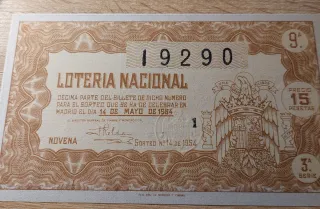 19290
9ª
LOTERIA NACIONAL
DECIMA PARTE DEL BILLETE DE DICHO NUMERO
PARA EL SORTEO QUE SE HA DE CELEBRAR EN
MADRID EL DIA 14 DE MAYO DE 1954
PRECIO
15
PESETAS
1
NOVENA
SORTEO Nº 14 DE 1954
3ª
SERIE